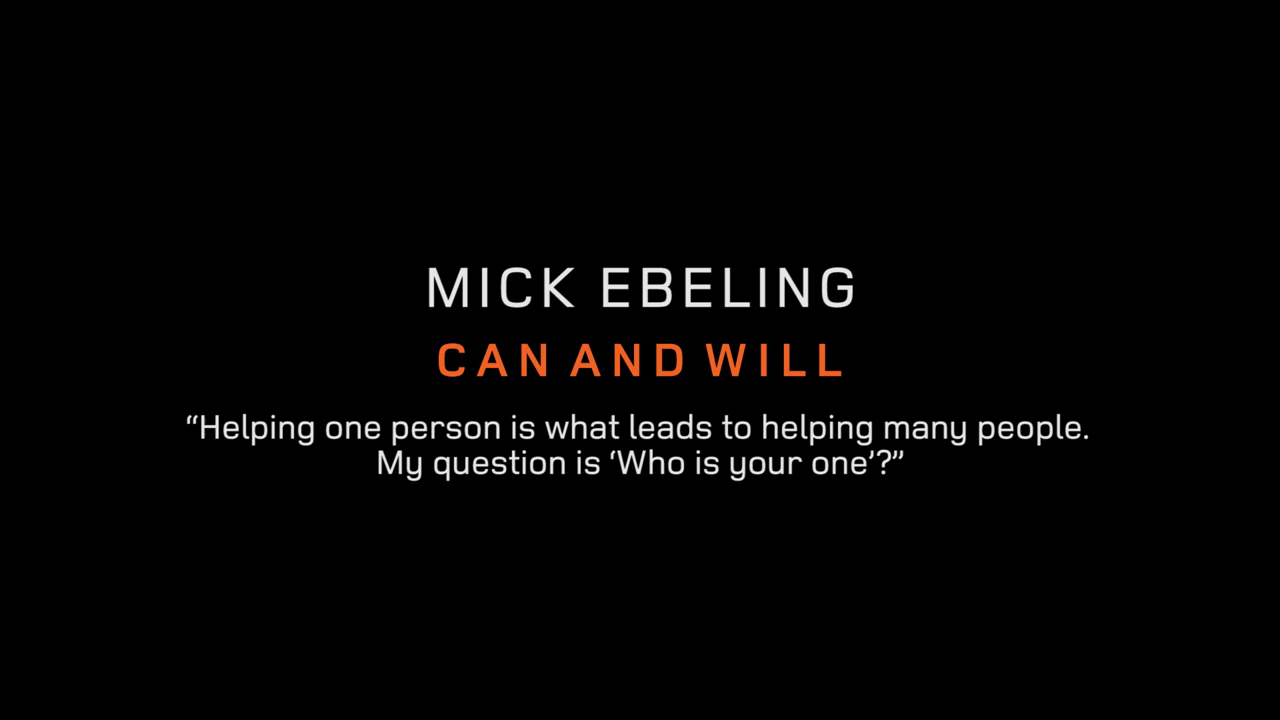 MICK EBELING
CAN AND WILL
“Helping one person is what leads to helping many people.
My question is ‘Who is your one’?”